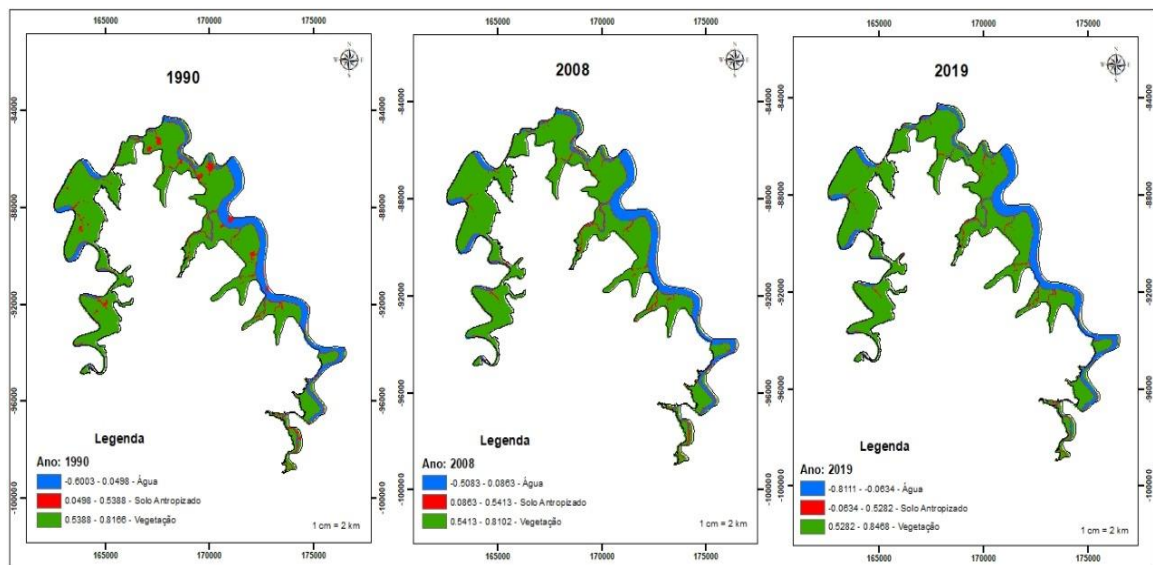 165000 170000 175000
1990
N
W E
S
-84000
-88000
-92000
-96000
-100000
-84000
-88000
-92000
-96000
-100000
Legenda
Ano: 1990
-0.6003 - 0.0498 - Água
0.0498 - 0.5388 - Solo Antropizado
0.5388 - 0.8166 - Vegetação
1 cm = 2 km
165000 170000 175000
165000 170000 175000
2008
N
W E
S
-84000
-88000
-92000
-96000
-100000
Legenda
Ano: 2008
-0.5083 - 0.0863 - Água
0.0863 - 0.5413 - Solo Antropizado
0.5413 - 0.8102 - Vegetação
1 cm = 2 km
165000 170000 175000
165000 170000 175000
2019
N
W E
S
-84000
-88000
-92000
-96000
-100000
Legenda
Ano: 2019
-0.8111 - -0.0634 - Água
-0.0634 - 0.5282 - Solo Antropizado
0.5282 - 0.8468 - Vegetação
1 cm = 2 km
165000 170000 175000